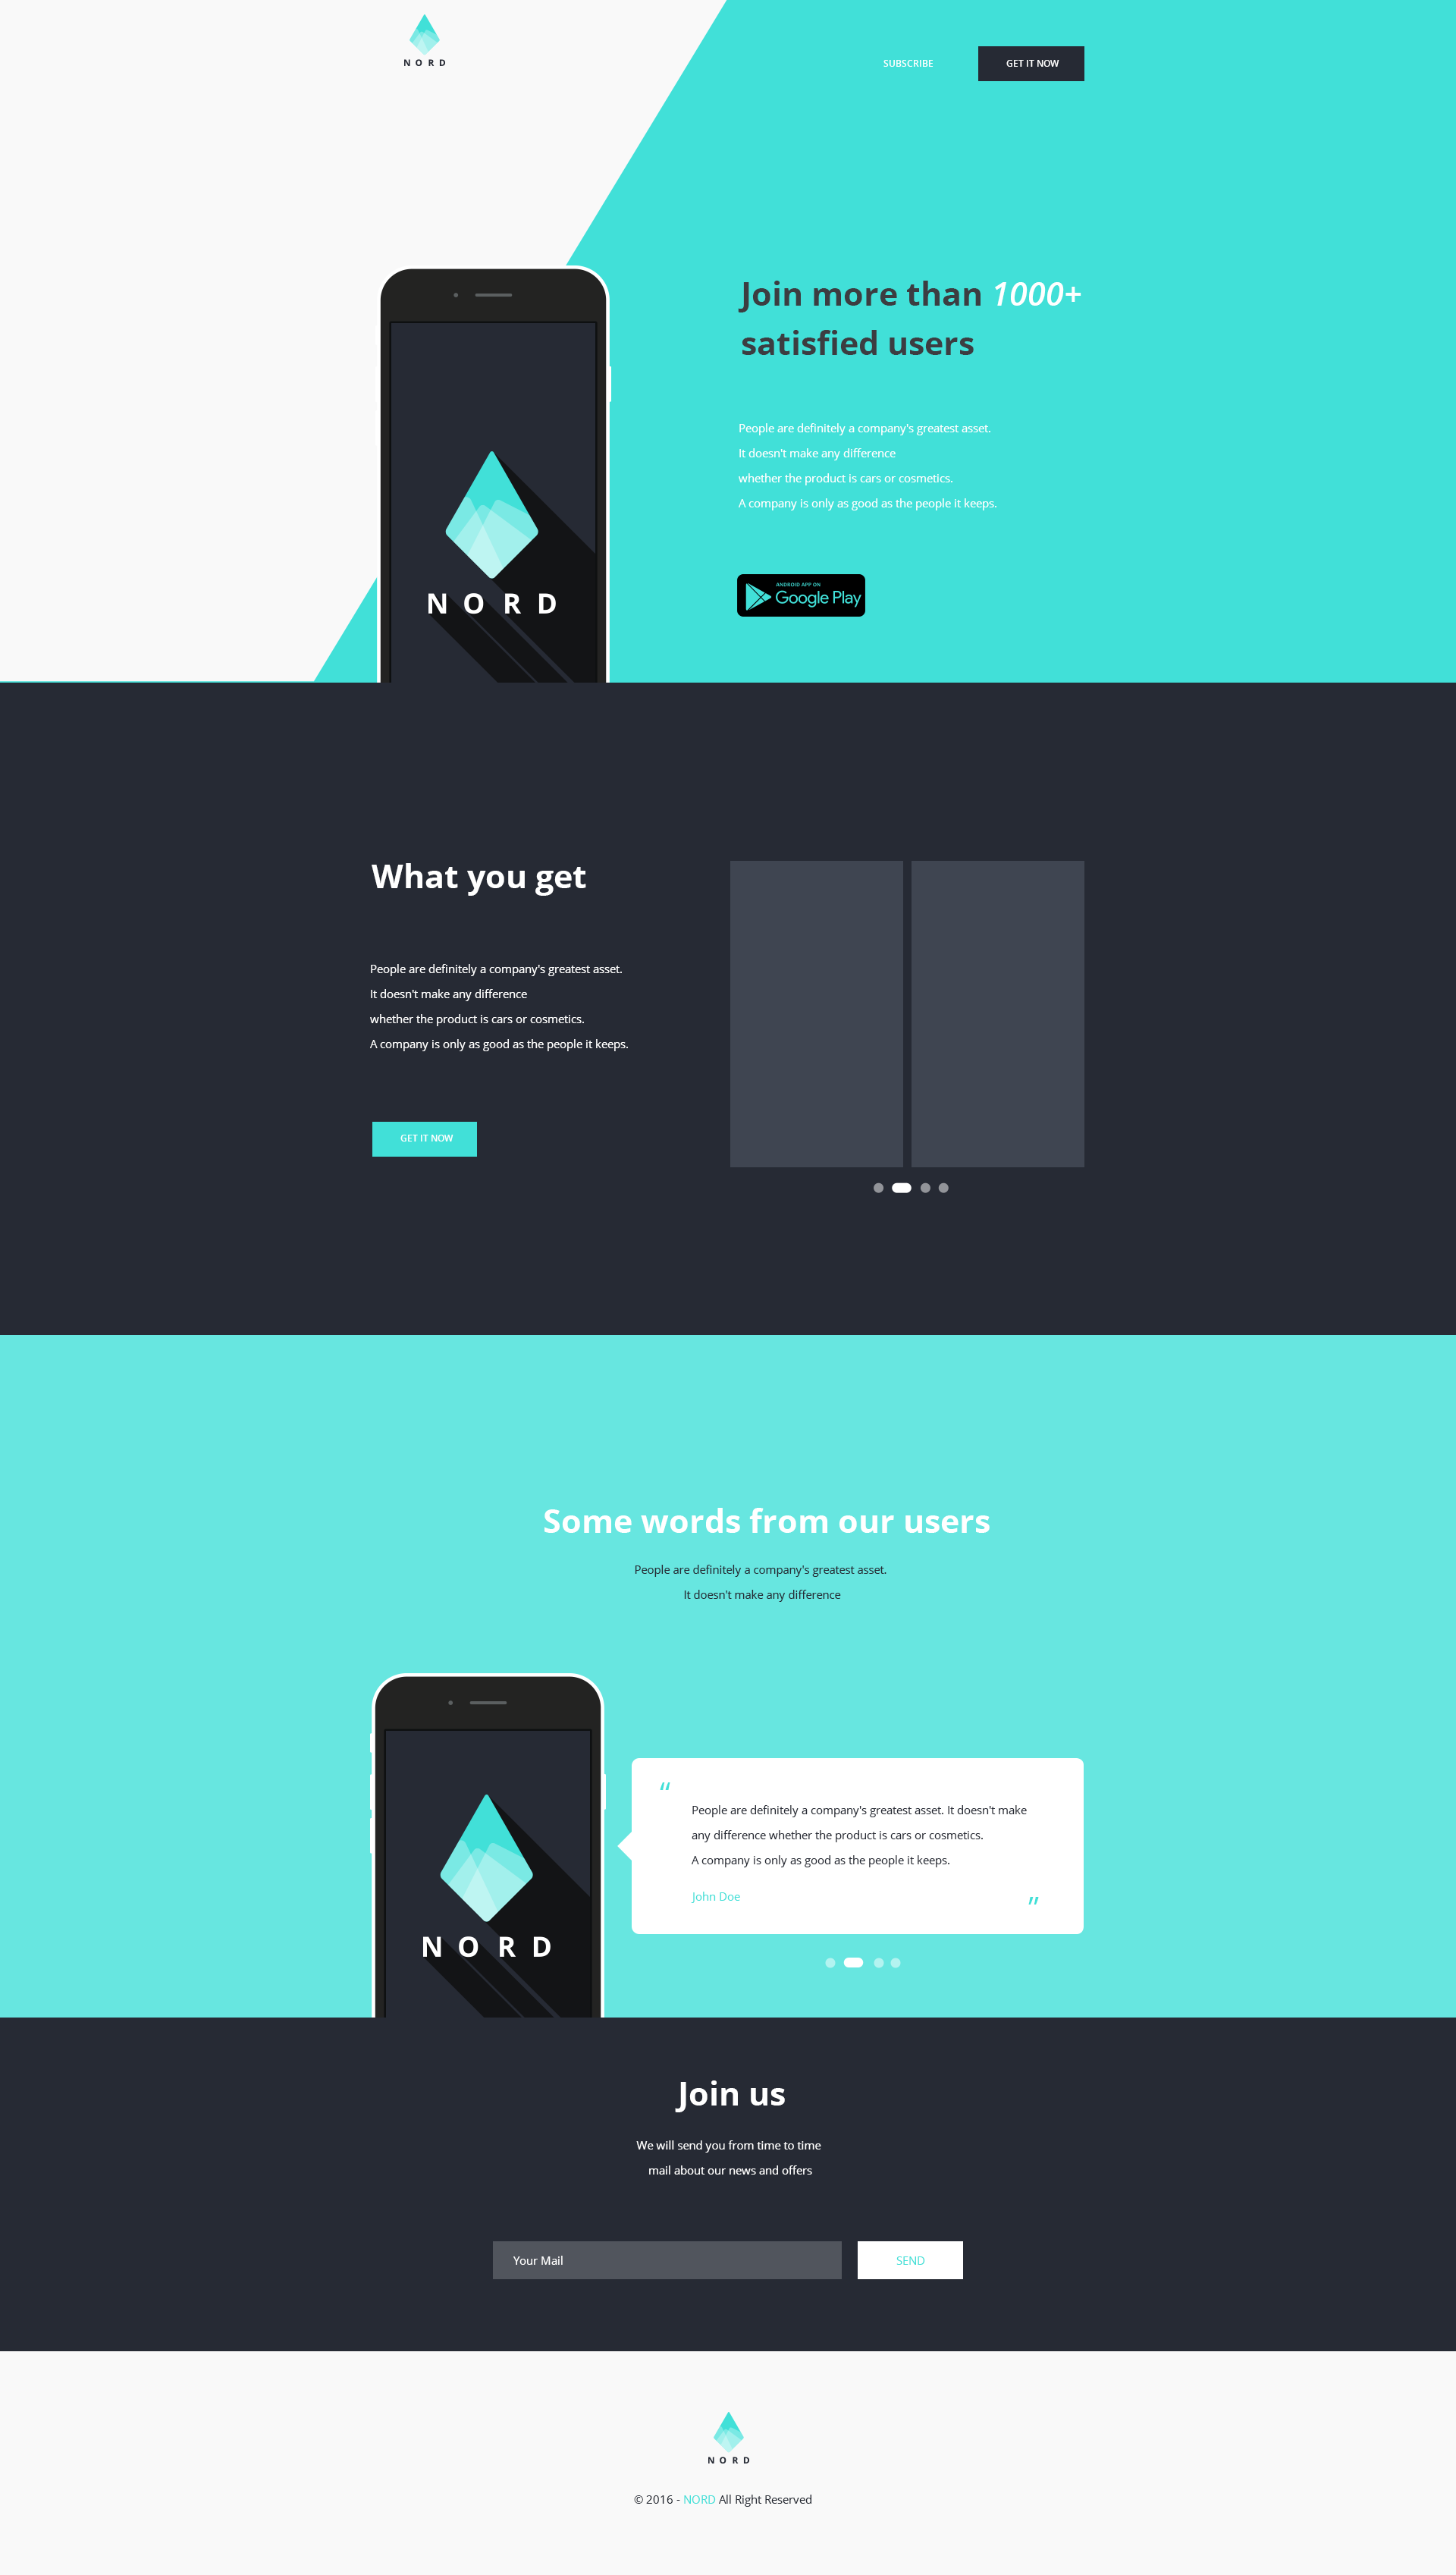 NORD
SUBSCRIBE
GET IT NOW
Join more than 1000+
satisfied users
People are definitely a company's greatest asset.
It doesn't make any difference
whether the product is cars or cosmetics.
A company is only as good as the people it keeps.
ANDROID APP ON
Google Play
NORD
What you get
People are definitely a company's greatest asset.
It doesn't make any difference
whether the product is cars or cosmetics.
A company is only as good as the people it keeps.
GET IT NOW
Some words from our users
People are definitely a company's greatest asset.
It doesn't make any difference
“
People are definitely a company's greatest asset. It doesn't make
any difference whether the product is cars or cosmetics.
A company is only as good as the people it keeps.
John Doe
”
NORD
Join us
We will send you from time to time
mail about our news and offers
Your Mail
SEND
NORD
© 2016 - NORD All Right Reserved